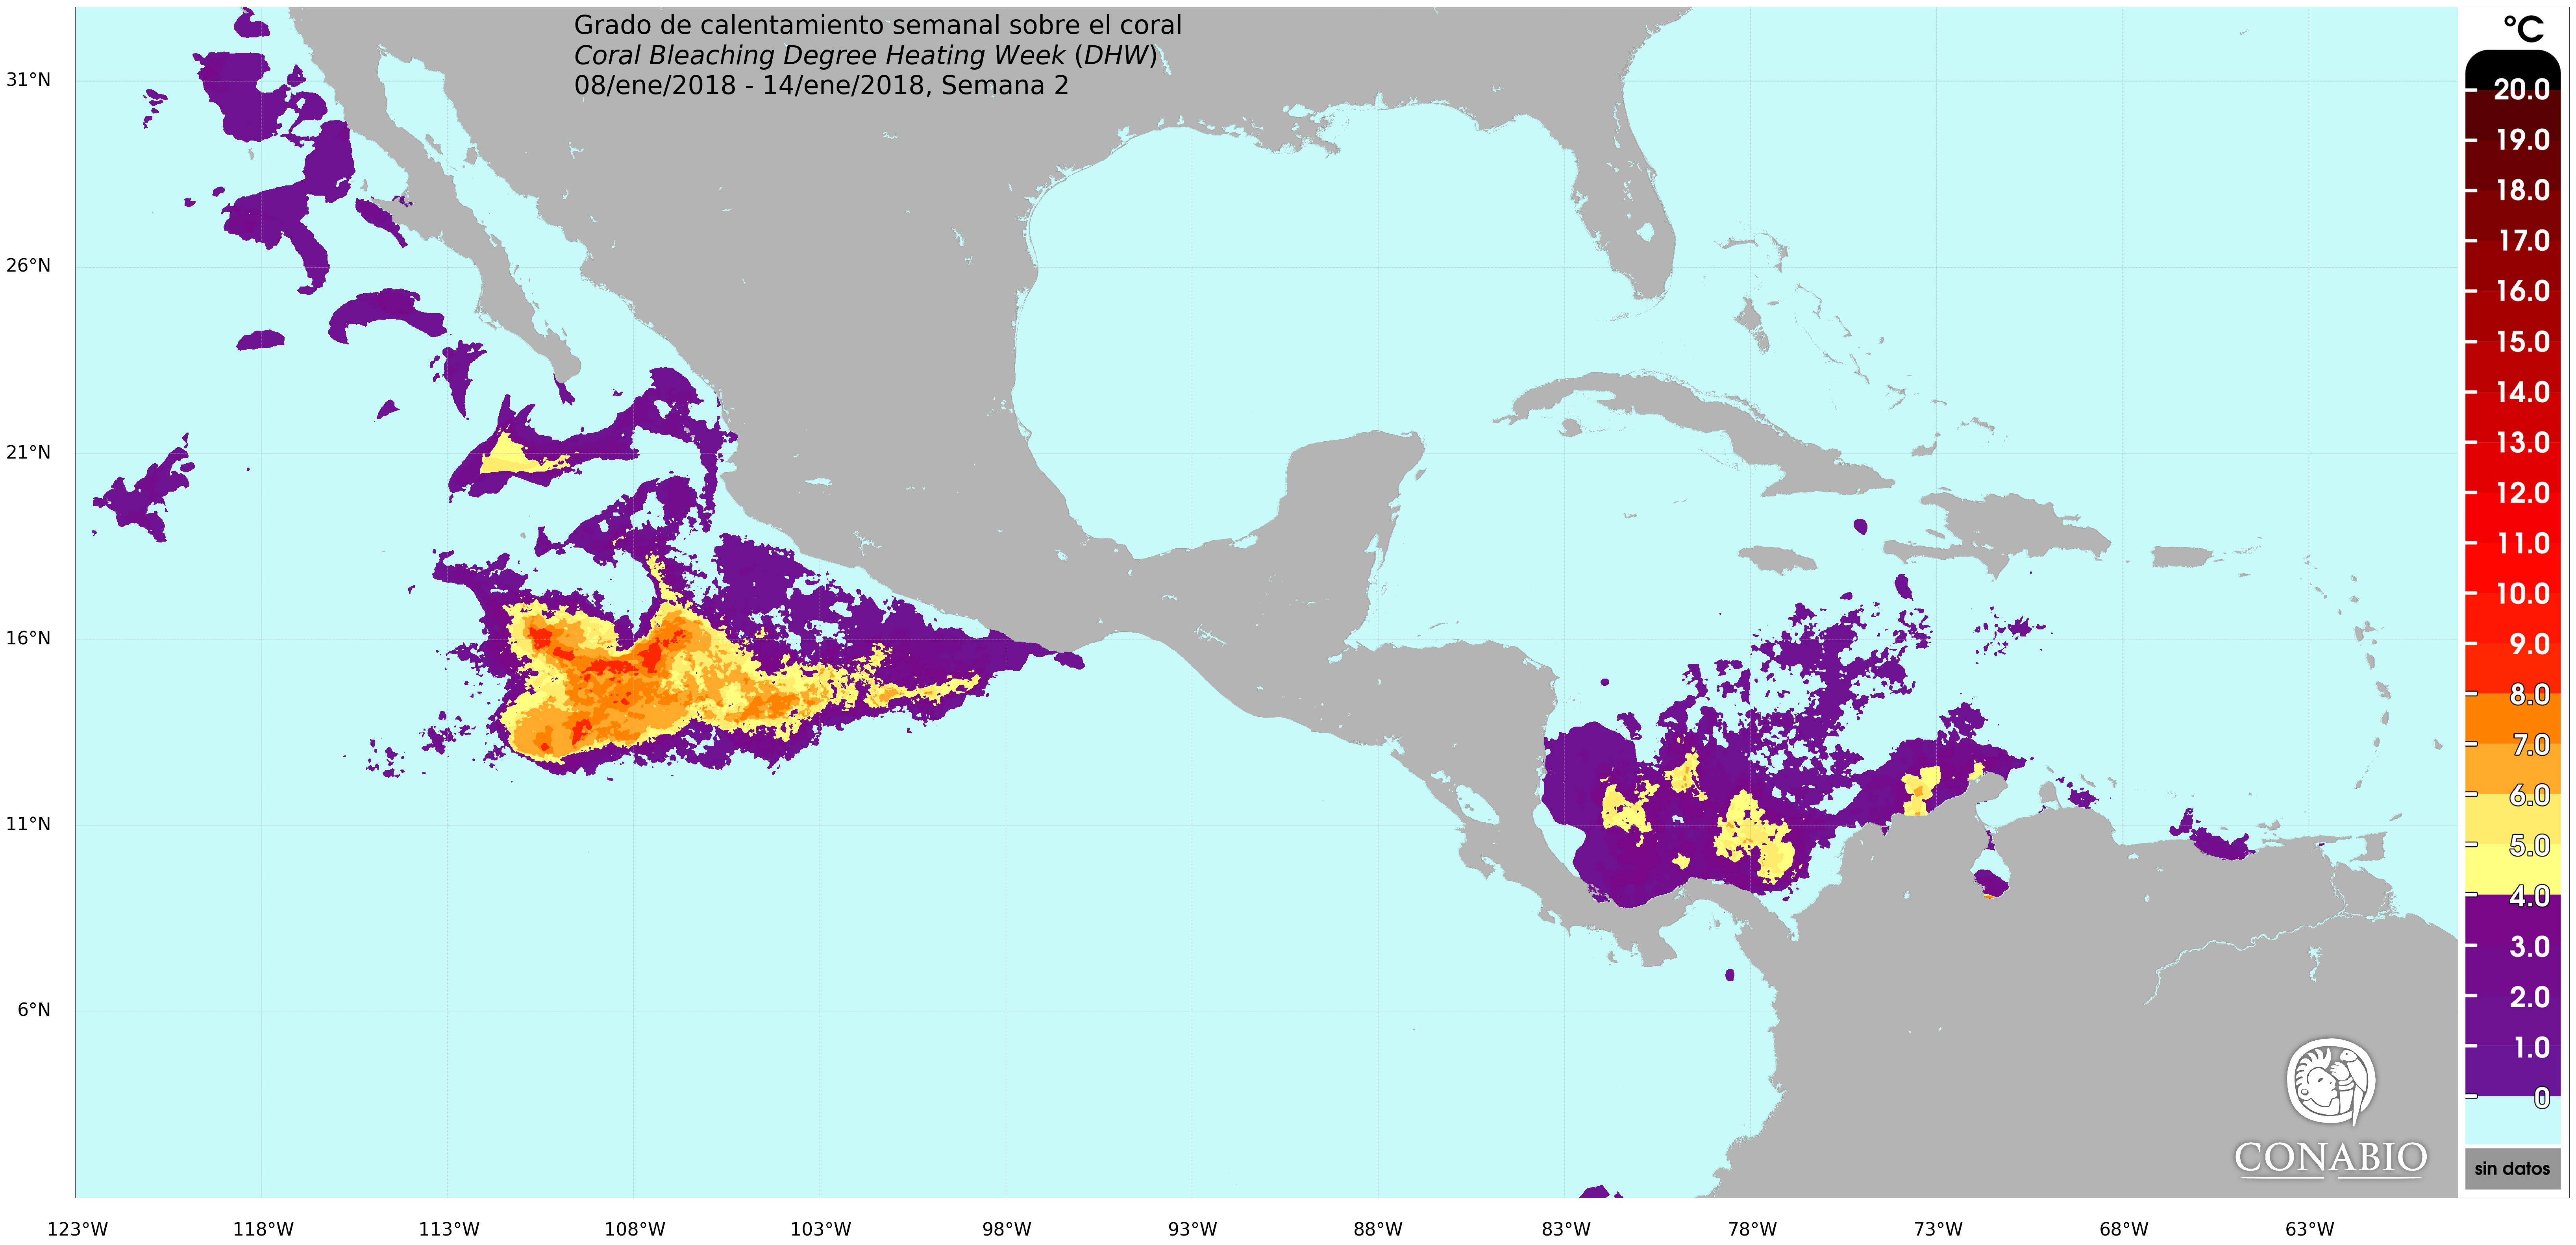 Grado de calentamiento semanal sobre el coral
Coral Bleaching Degree Heating Week (DHW)
08/ene/2018 - 14/ene/2018, Semana 2
°C
20.0
19.0
18.0
17.0
16.0
15.0
14.0
13.0
12.0
11.0
10.0
9.0
8.0
7.0
6.0
5.0
4.0
3.0
2.0
1.0
0
sin datos
31°N
26°N
21°N
16°N
11°N
6°N
CONABIO
123°W 118°W 113°W 108°W 103°W 98°W 93°W 88°W 83°W 78°W 73°W 68°W 63°W